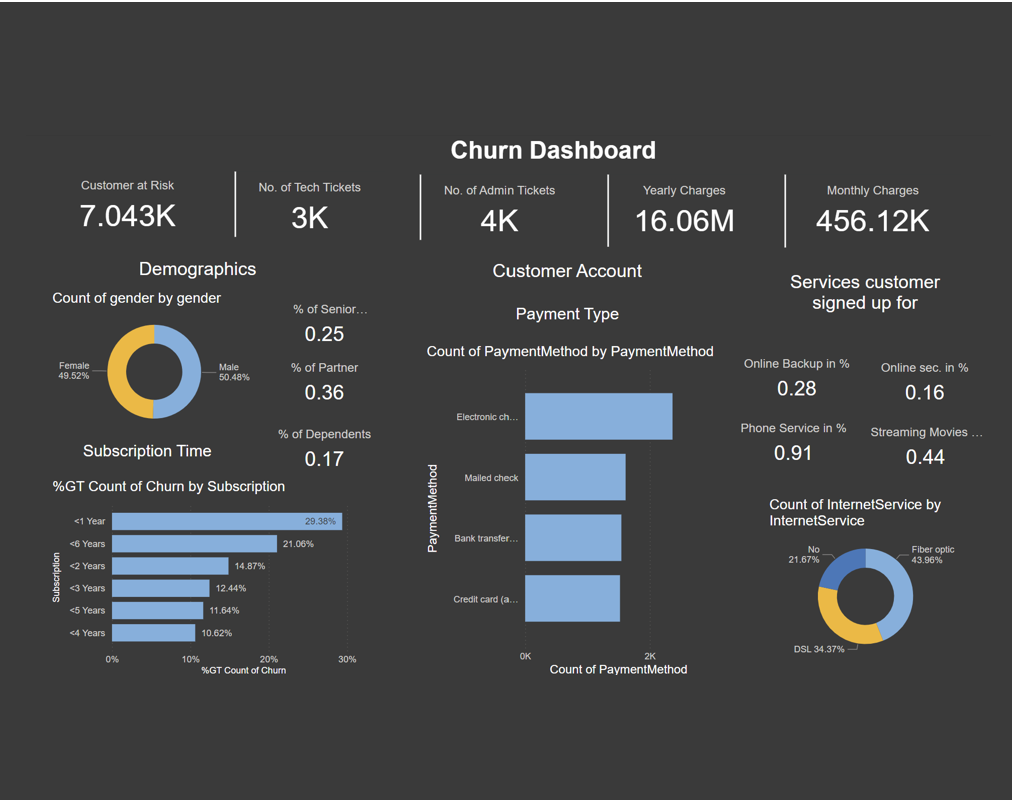 Churn Dashboard
Customer at Risk
7.043K
No. of Tech Tickets
3K
No. of Admin Tickets
4K
Yearly Charges
16.06M
Monthly Charges
456.12K
Demographics
Count of gender by gender
Female
49.52%
Male
50.48%
% of Senior…
0.25
% of Partner
0.36
% of Dependents
0.17
Subscription Time
%GT Count of Churn by Subscription
Subscription
<1 Year
29.38%
<6 Years
21.06%
<2 Years
14.87%
<3 Years
12.44%
<5 Years
11.64%
<4 Years
10.62%
0%
10%
20%
30%
%GT Count of Churn
Customer Account
Payment Type
Count of PaymentMethod by PaymentMethod
PaymentMethod
Electronic ch…
Mailed check
Bank transfer…
Credit card (a…
0K
2K
Count of PaymentMethod
Services customer
signed up for
Online Backup in %
0.28
Online sec. in %
0.16
Phone Service in %
0.91
Streaming Movies …
0.44
Count of InternetService by
InternetService
No
21.67%
Fiber optic
43.96%
DSL 34.37%